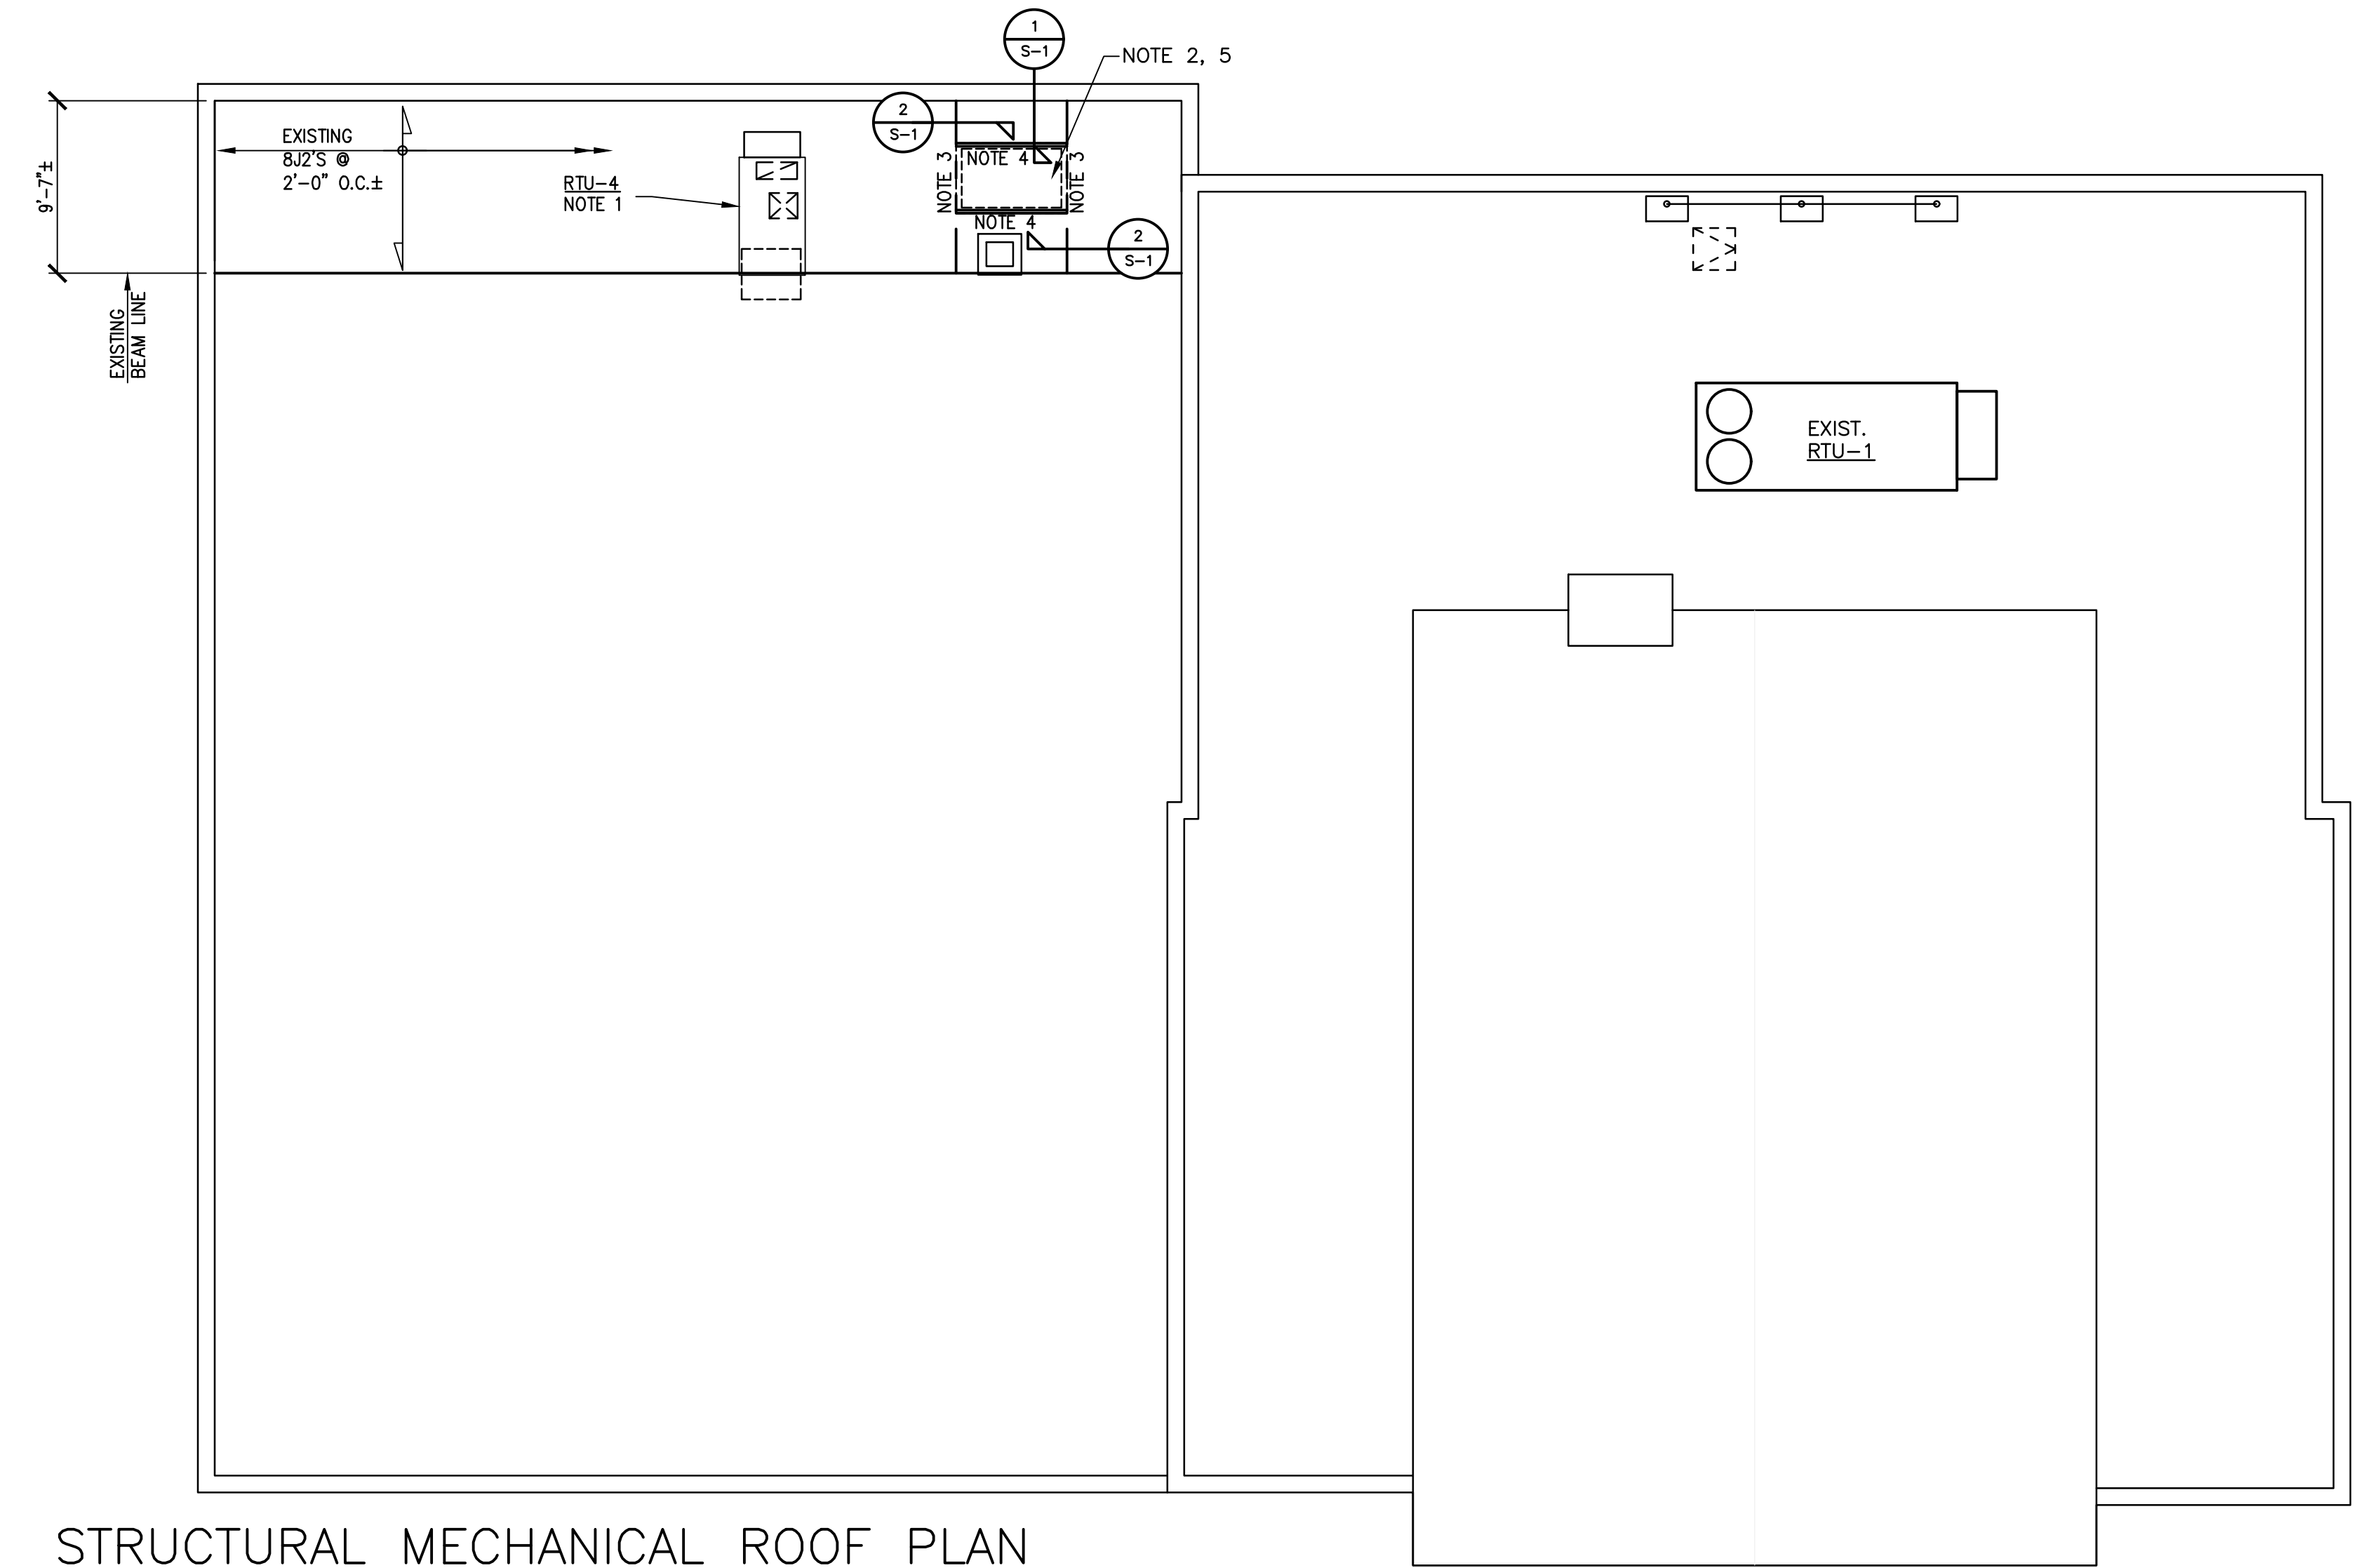 1
S-1
NOTE 2, 5
2
S-1
EXISTING
8J2'S @
2'-0" O.C.±
9'-7"±
RTU-4
NOTE 1
NOTE 3
NOTE 4
NOTE 3
NOTE 4
2
S-1
EXISTING
BEAM LINE
EXIST.
RTU-1
STRUCTURAL MECHANICAL ROOF PLAN